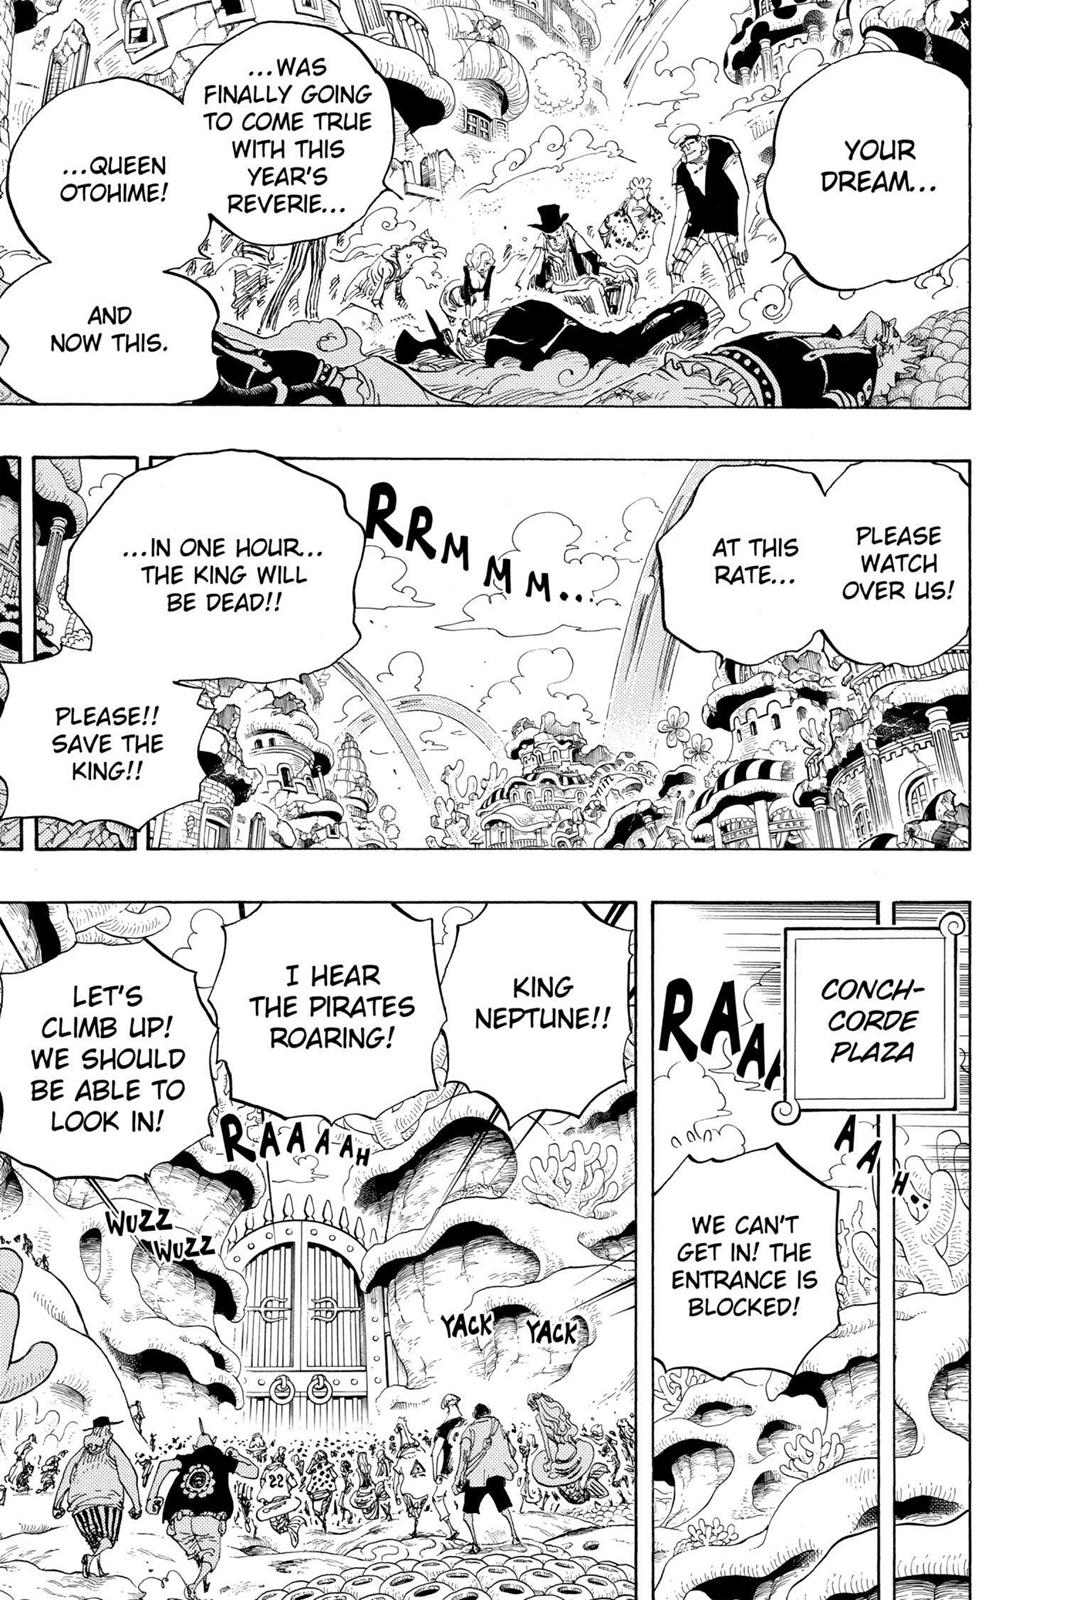 YOUR
DREAM...
...WAS
FINALLY GOING
TO COME TRUE
WITH THIS
YEAR'S
REVERIE...
...QUEEN
OTOHIME!
AND
NOW THIS.
PLEASE
WATCH
OVER US!
AT THIS
RATE...
RRMMM...
...IN ONE HOUR...
THE KING WILL
BE DEAD!!
PLEASE!!
SAVE THE
KING!!
CONCH-
CORDE
PLAZA
RAAA
AAAH
WE CAN'T
GET IN! THE
ENTRANCE IS
BLOCKED!
KING
NEPTUNE!!
I HEAR
THE PIRATES
ROARING!
LET'S
CLIMB UP!
WE SHOULD
BE ABLE TO
LOOK IN!
RAAAAH
WUZZ
WUZZ
YACK
YACK
22